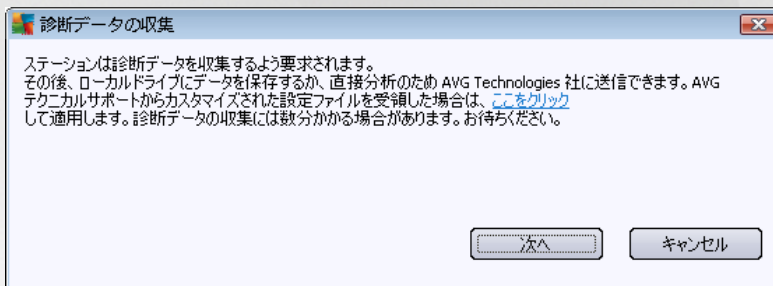 診断データの収集
ステーションは診断データを収集するよう要求されます。
その後、ローカルドライブにデータを保存するか、直接分析のため AVG Technologies 社に送信できます。AVG
テクニカルサポートからカスタマイズされた設定ファイルを受領した場合は、ここをクリック
して適用します。診断データの収集には数分かかる場合があります。お待ちください。
次へ
キャンセル